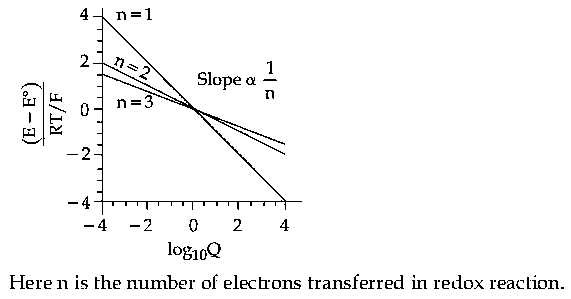 4
n=1
2
n=2
Slope α 1/n
(E − E°)
RT/F
0
n=3
−2
−4
−4 −2 0 2 4
log₁₀Q
Here n is the number of electrons transferred in redox reaction.